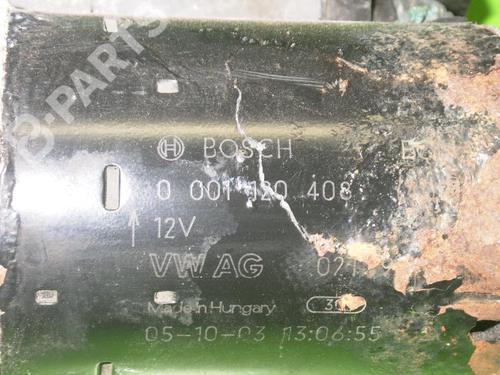 B-PARTS
BOSCH
0 001 120 408
12V
VW AG
Made in Hungary
05-10-03 13:06:55